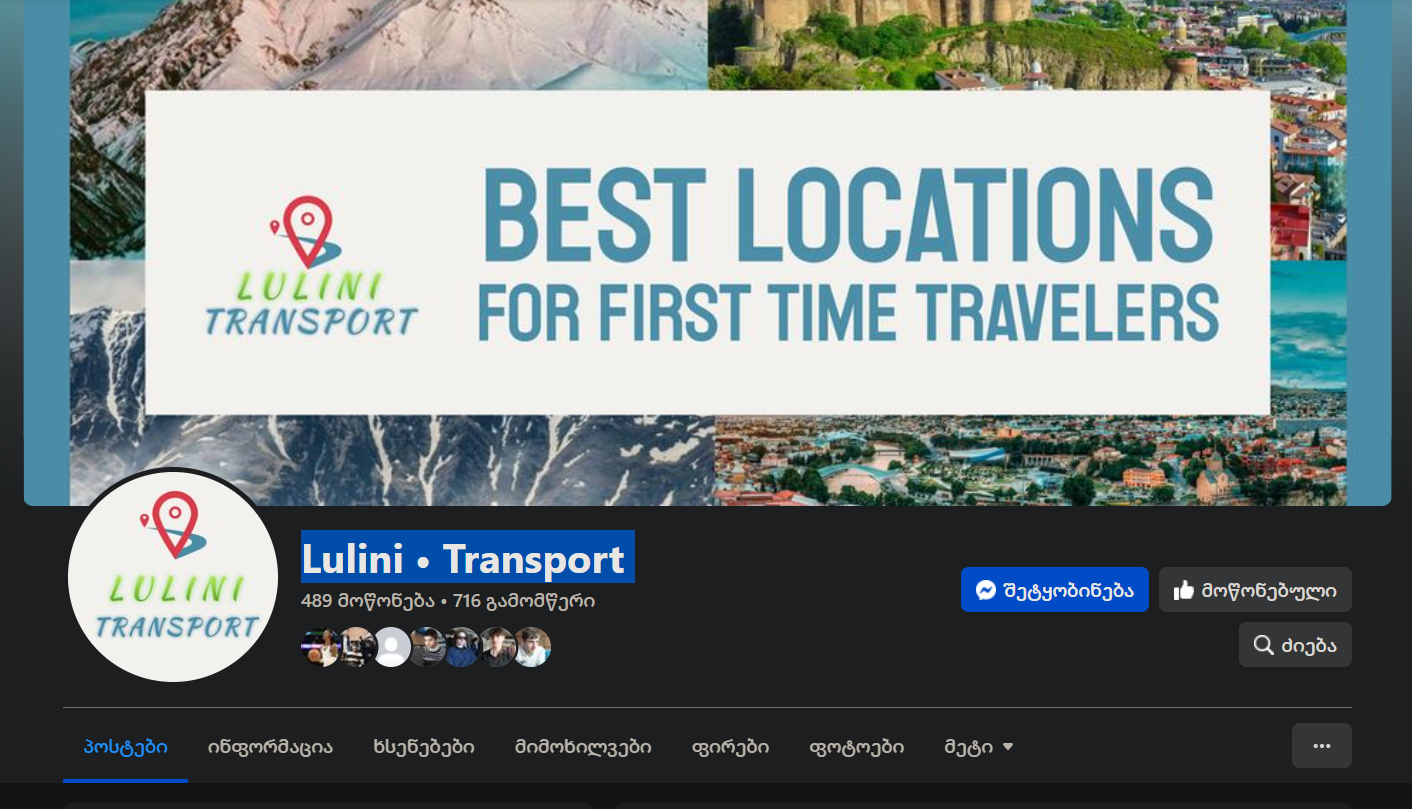 BEST LOCATIONS
FOR FIRST TIME TRAVELERS
LULINI
TRANSPORT
LULINI
TRANSPORT
Lulini • Transport
489 მოწონება • 716 გამომწერი
შეტყობინება
მოწონებული
ძიება
პოსტები
ინფორმაცია
ხსენებები
მიმოხილვები
ფირები
ფოტოები
მეტი